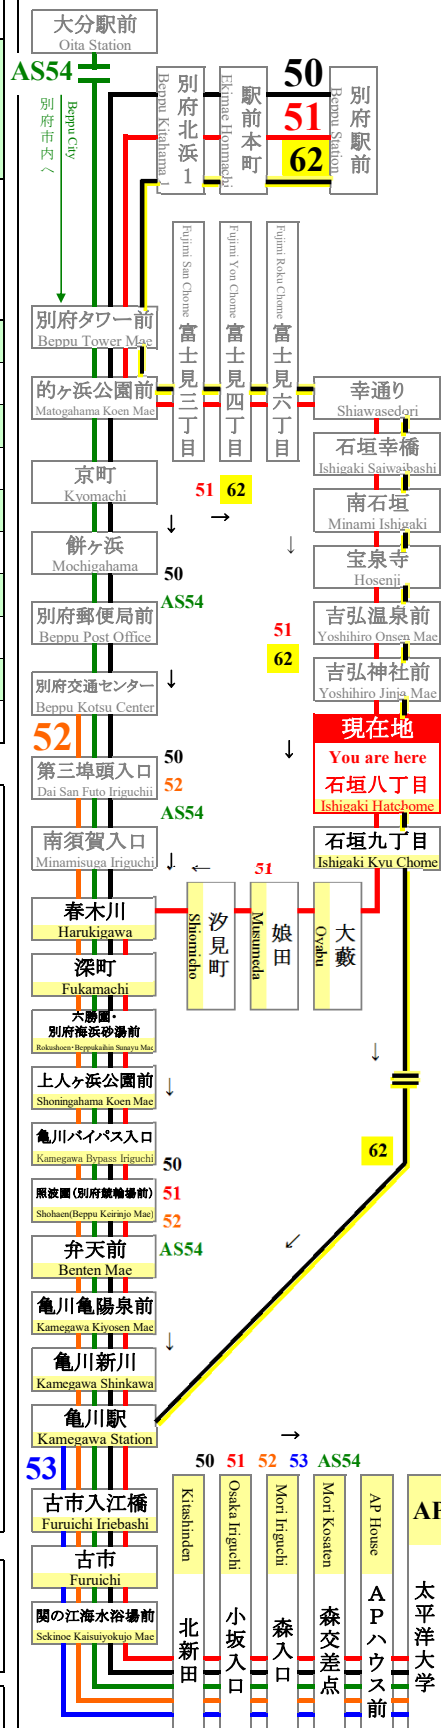 大分駅前
Oita Station
AS54
Beppu City
別府市内へ
別府北浜1
Beppu Kitahama 1
駅前本町
Ekimae Honmachi
50
51
62
別府駅前
Beppu Station
別府タワー前
Beppu Tower Mae
Fujimi San Chome
富士見三丁目
Fujimi Yon Chome
富士見四丁目
Fujimi Roku Chome
富士見六丁目
的ヶ浜公園前
Matogahama Koen Mae
幸通り
Shiawasedori
石垣幸橋
Ishigaki Saiwaibashi
京町
Kyomachi
51 62
→
↓
南石垣
Minami Ishigaki
餅ヶ浜
Mochigahama
50
↓
宝泉寺
Hosenji
AS54
別府郵便局前
Beppu Post Office
51
62
吉弘温泉前
Yoshihiro Onsen Mae
別府交通センター
Beppu Kotsu Center
↓
吉弘神社前
Yoshihiro Jinja Mae
52
現在地
You are here
石垣八丁目
Ishigaki Hatchome
↓
第三埠頭入口
Dai San Futo Iriguchii
50
52
AS54
南須賀入口
Minamisuga Iriguchi
↓
石垣九丁目
Ishigaki Kyu Chome
←
51
春木川
Harukigawa
汐見町
Shiomicho
娘田
Musumeda
大藪
Oyabu
深町
Fukamachi
六勝園・
別府海浜砂湯前
Rokushoen・Beppukaihin Sunayu Mae
上人ヶ浜公園前
Shoningahama Koen Mae
↓
↓
亀川バイパス入口
Kamegawa Bypass Iriguchi
62
50
照波園(別府競輪場前)
Shohaen(Beppu Keirinjo Mae)
51
52
AS54
弁天前
Benten Mae
↙
亀川亀陽泉前
Kamegawa Kiyosen Mae
↓
亀川新川
Kamegawa Shinkawa
亀川駅
Kamegawa Station
→
53
50 51 52 53 AS54
古市入江橋
Furuichi Iriebashi
古市
Furuichi
関の江海水浴場前
Sekinoe Kaisuiyokujo Mae
Kitashinden
北新田
Osaka Iriguchi
小坂入口
Mori Iriguchi
森入口
Mori Kosaten
森交差点
AP House
APハウス前
AP
太平洋大学